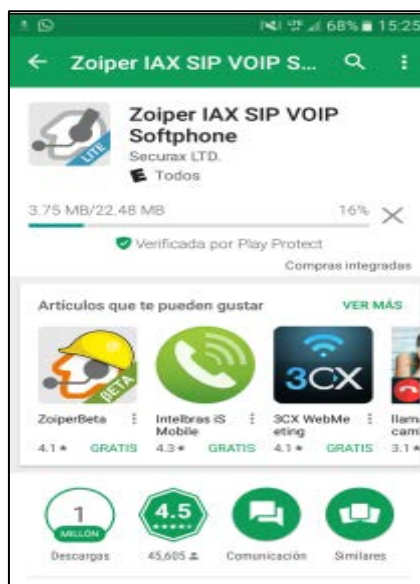 68% 15:25
Zoiper IAX SIP VOIP S...
Zoiper IAX SIP VOIP
Softphone
LITE
Securax LTD.
E Todos
3.75 MB/22.48 MB 16%
Verificada por Play Protect
Compras integradas
Artículos que te pueden gustar VER MÁS
BETA
3CX
ZoiperBeta
Intelbras iS
Mobile
3CX WebMe
eting
llam
cam
4.1 GRATIS
4.3 GRATIS
4.1 GRATIS
3.1
1
MILLÓN
4.5
Descargas
45,605
Comunicación
Similares